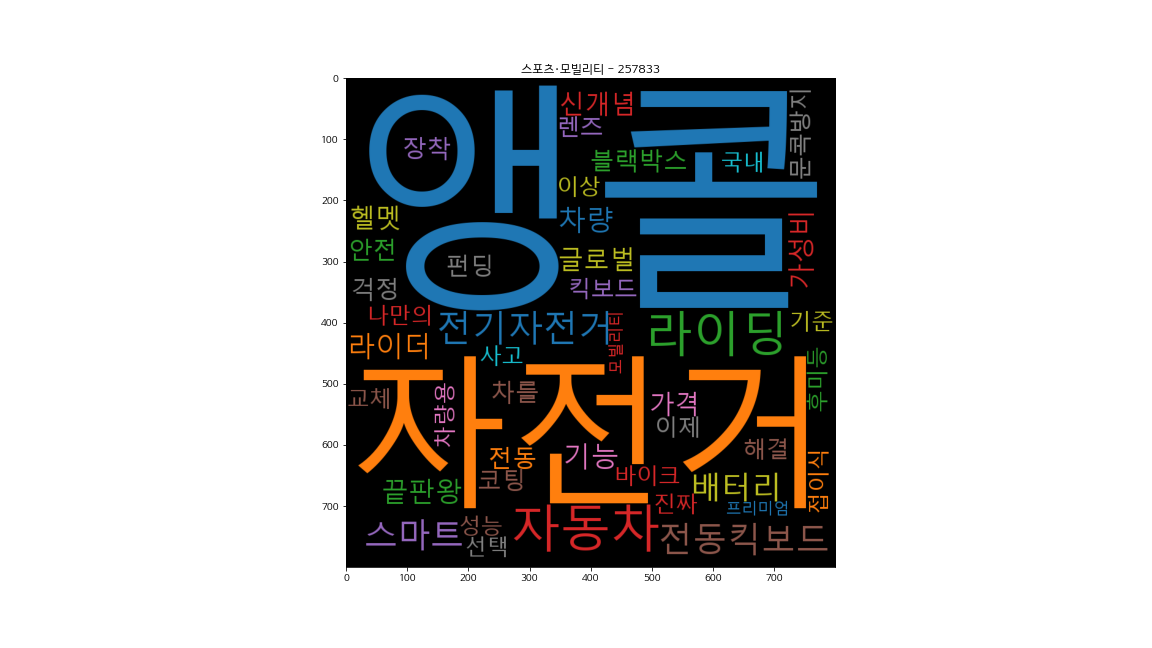 스포츠·모빌리티 - 257833
앵콜
신개념
렌즈
장착
블랙박스
국내
문콕방지
이상
헬멧
차량
가성비
안전
펀딩
글로벌
걱정
킥보드
나만의
전기자전거
라이딩
기준
모빌리티
라이더
사고
후미등
자전거
교체
차량용
차를
가격
이제
해결
전동
기능
바이크
접이식
끝판왕
코팅
배터리
진짜
프리미엄
스마트
성능
선택
자동차
전동킥보드
0
100
200
300
400
500
600
700
0 100 200 300 400 500 600 700